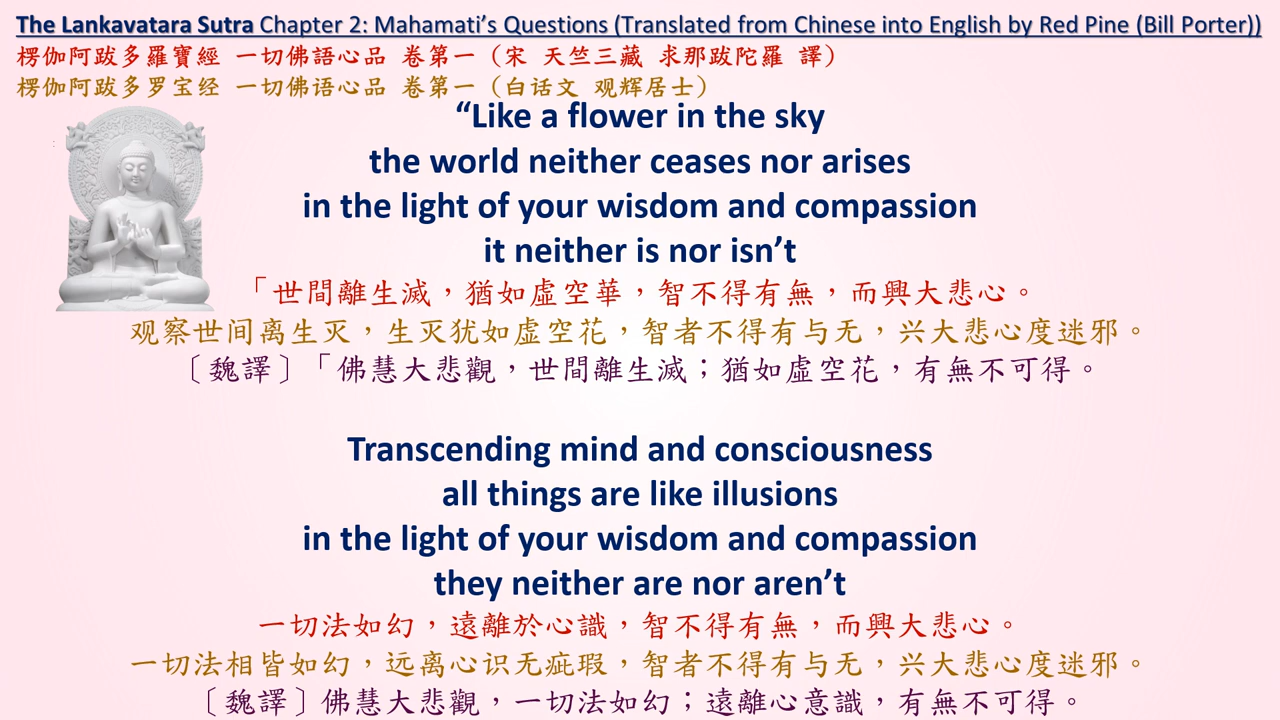 The Lankavatara Sutra Chapter 2: Mahamati’s Questions (Translated from Chinese into English by Red Pine (Bill Porter))
楞伽阿跋多羅寶經 一切佛語心品 卷第一（宋 天竺三藏 求那跋陀羅 譯）
楞伽阿跋多罗宝经 一切佛语心品 卷第一（白话文 观辉居士）
“Like a flower in the sky
the world neither ceases nor arises
in the light of your wisdom and compassion
it neither is nor isn’t
「世間離生滅，猶如虛空華，智不得有無，而興大悲心。
观察世间离生灭，生灭犹如虚空花，智者不得有与无，兴大悲心度迷邪。
〔魏譯〕「佛慧大悲觀，世間離生滅；猶如虛空花，有無不可得。
Transcending mind and consciousness
all things are like illusions
in the light of your wisdom and compassion
they neither are nor aren’t
一切法如幻，遠離於心識，智不得有無，而興大悲心。
一切法相皆如幻，远离心识无疵瑕，智者不得有与无，兴大悲心度迷邪。
〔魏譯〕佛慧大悲觀，一切法如幻；遠離心意識，有無不可得。